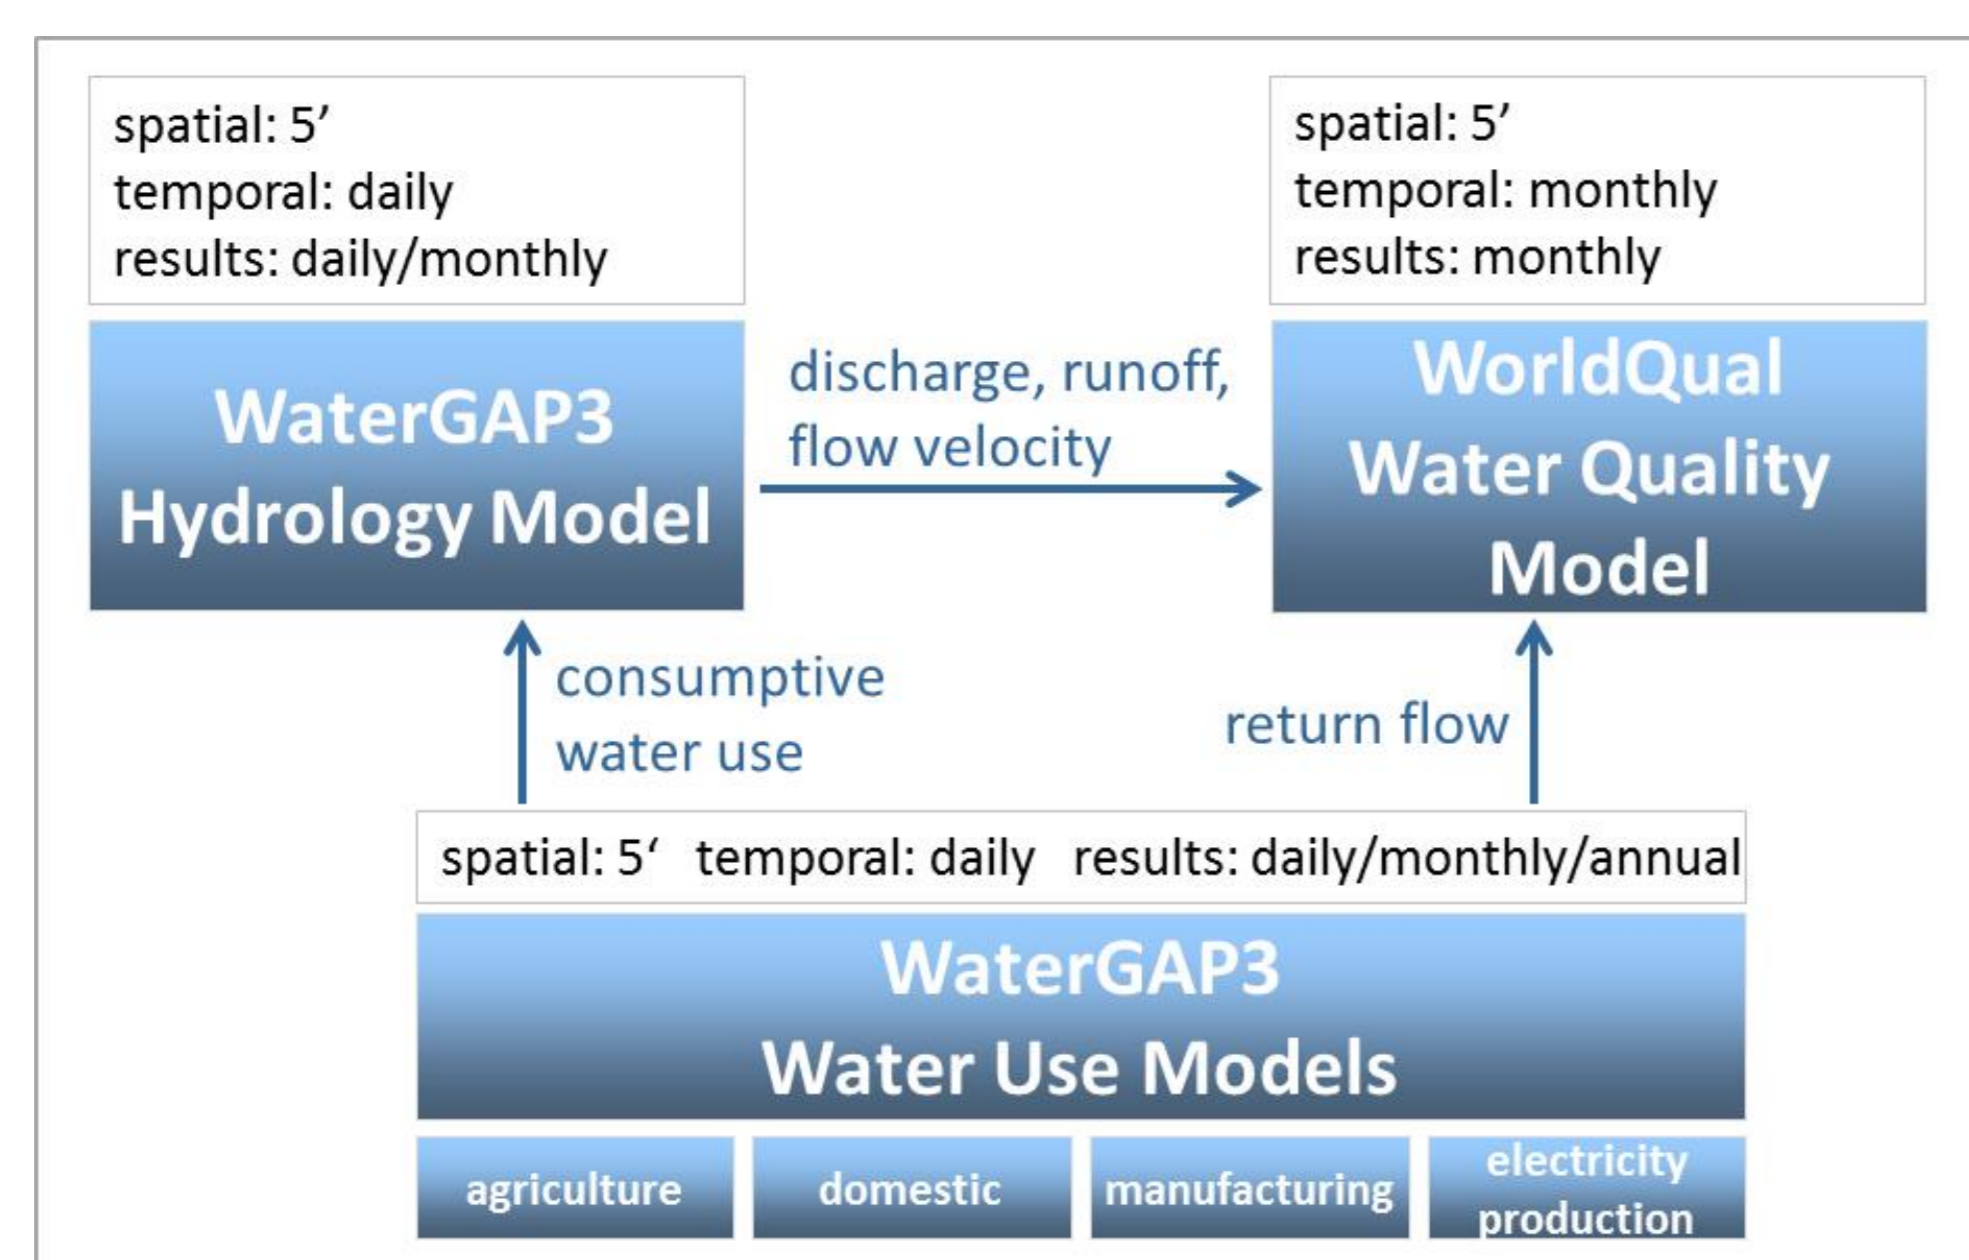 spatial: 5’
temporal: daily
results: daily/monthly
spatial: 5’
temporal: monthly
results: monthly
WaterGAP3
Hydrology Model
discharge, runoff,
flow velocity
WorldQual
Water Quality
Model
consumptive
water use
return flow
spatial: 5‘ temporal: daily results: daily/monthly/annual
WaterGAP3
Water Use Models
agriculture
domestic
manufacturing
electricity
production